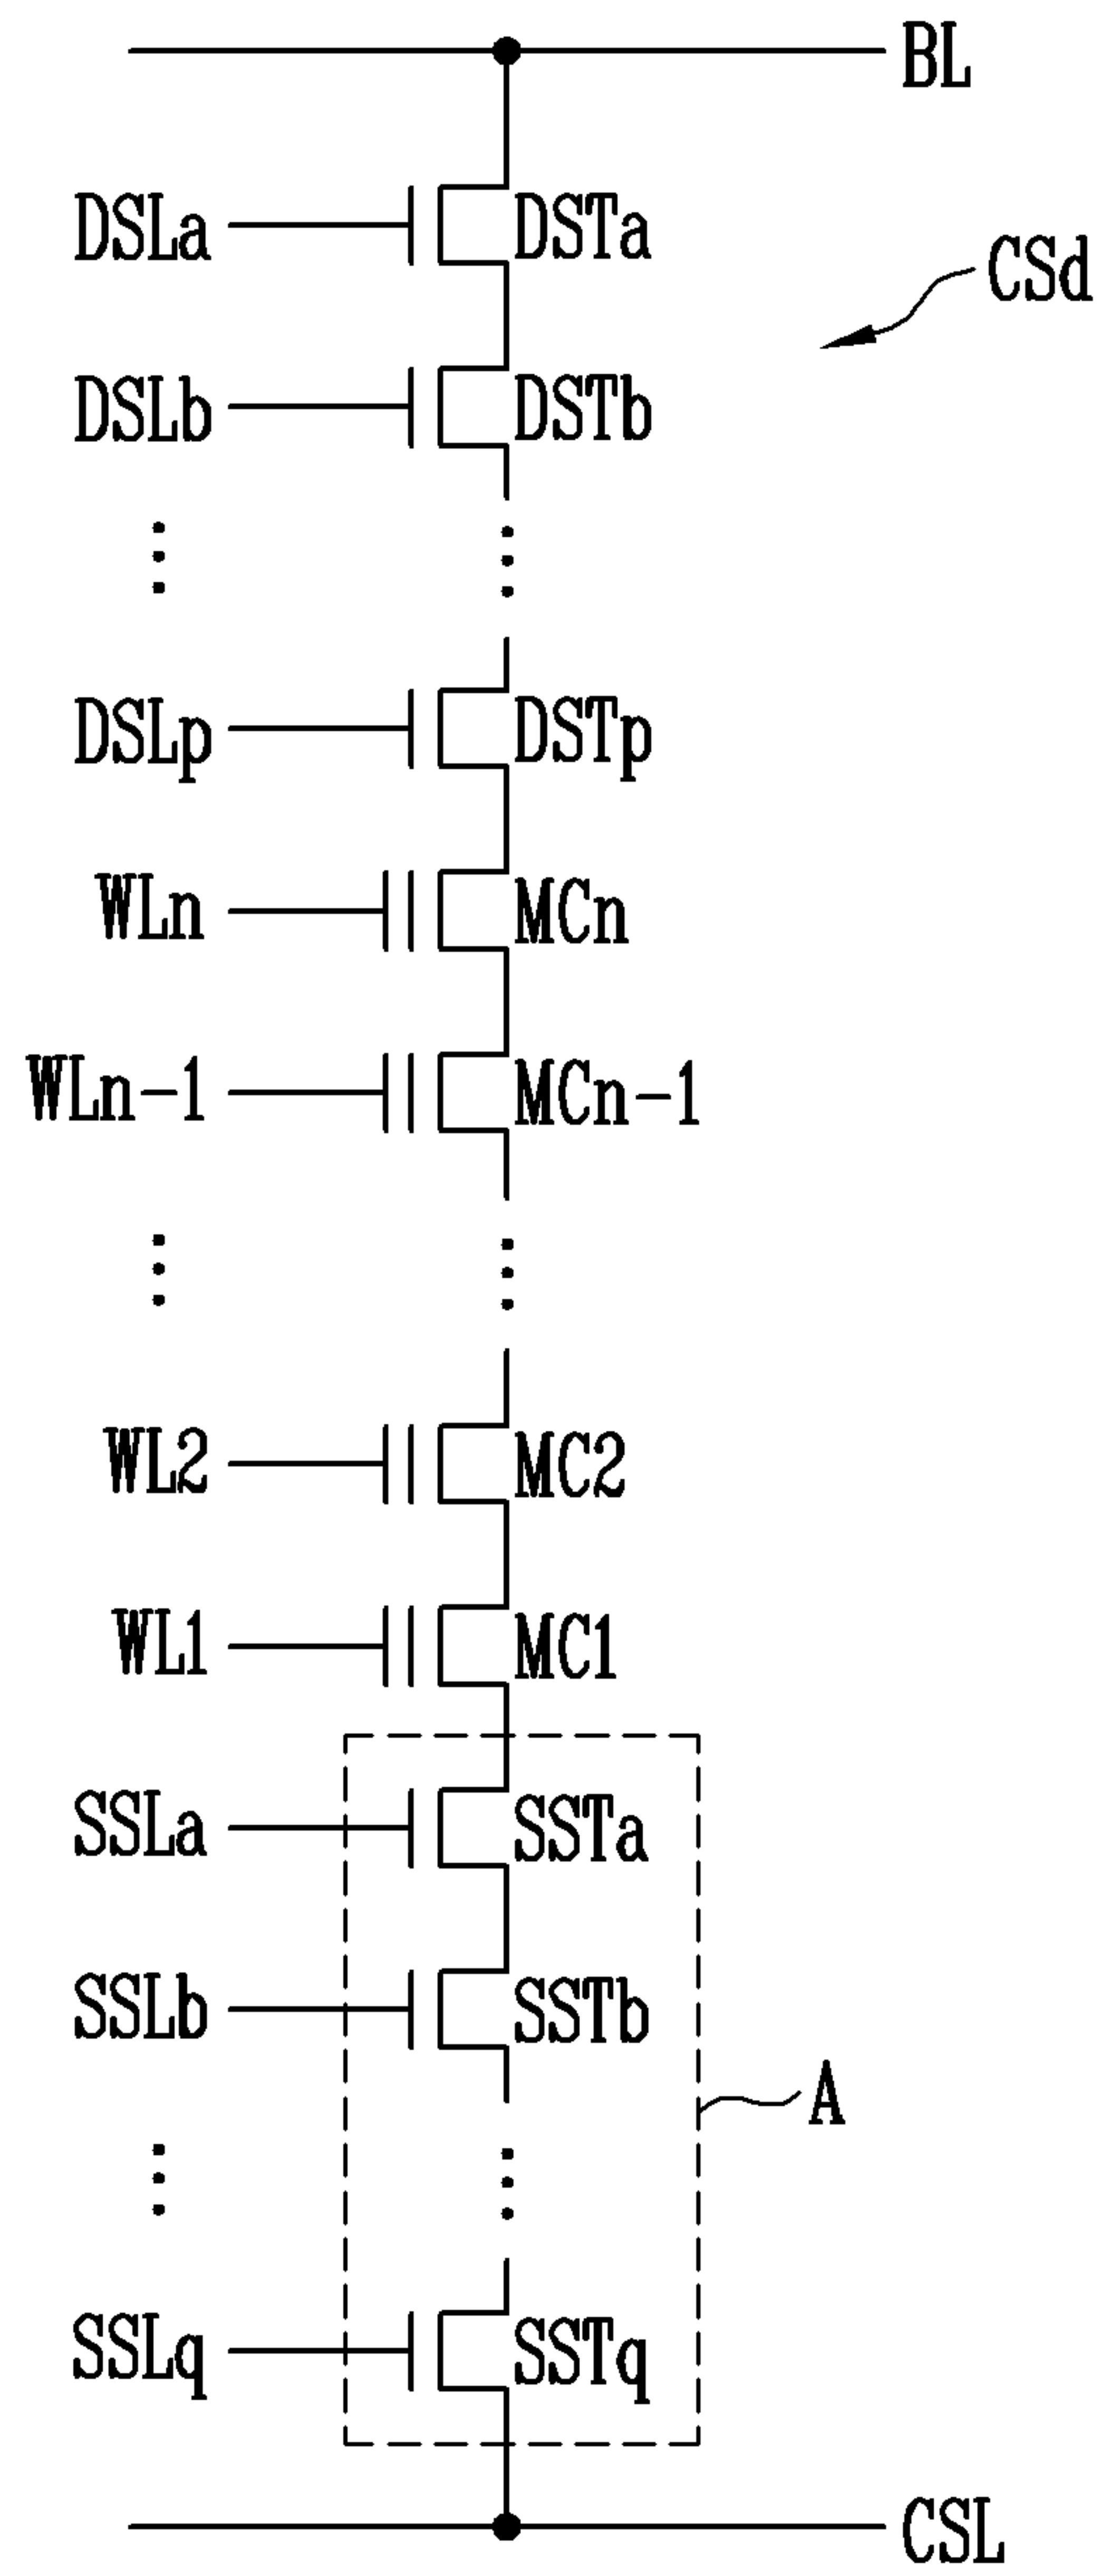 BL
DSLa DSTa
CSd
DSLb DSTb
DSLp DSTp
WLn MCn
WLn-1 MCn-1
WL2 MC2
WL1 MC1
SSLa SSTa
SSLb SSTb
A
SSLq SSTq
CSL